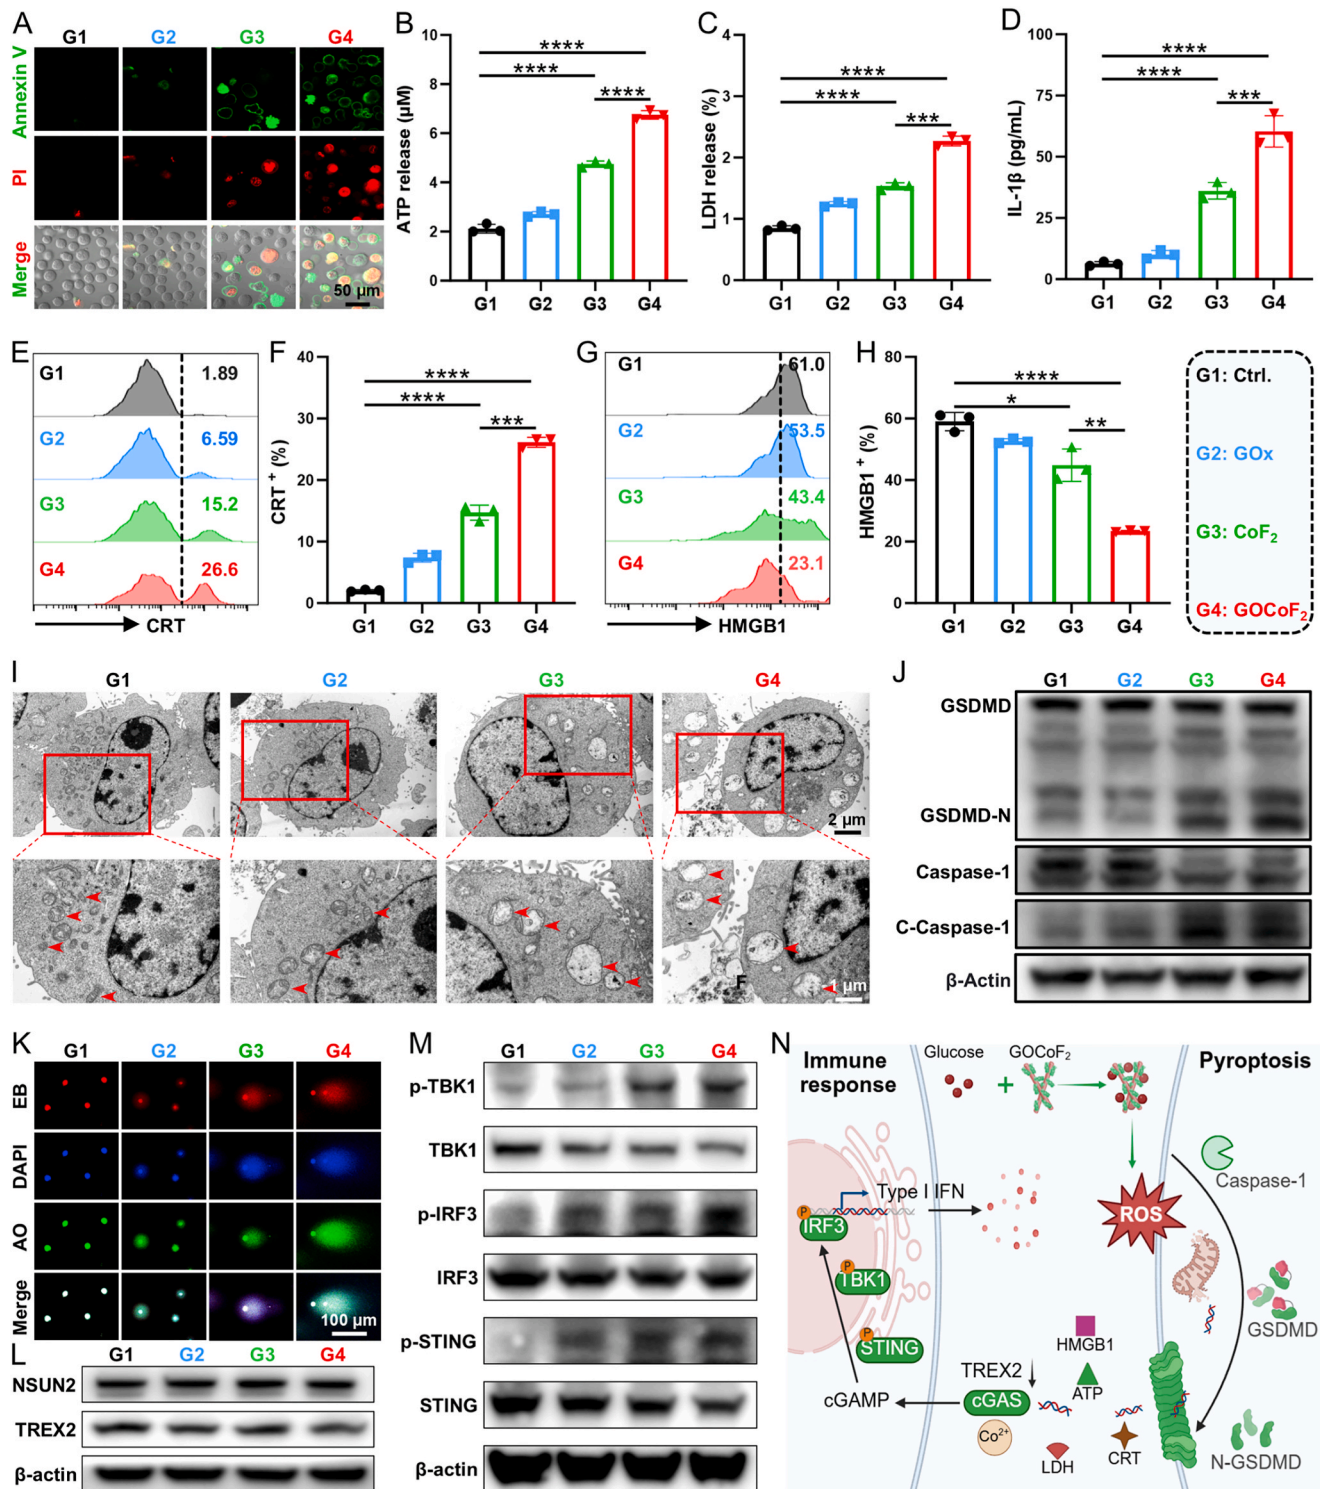 A
G1 G2 G3 G4
Annexin V
PI
Merge
50 μm
B
ATP release (μM)
10
8
6
4
2
0
****
****
****
G1 G2 G3 G4
C
LDH release (%)
4
3
2
1
0
****
****
***
G1 G2 G3 G4
D
IL-1β (pg/mL)
100
75
50
25
0
****
****
***
G1 G2 G3 G4
E
G1 1.89
G2 6.59
G3 15.2
G4 26.6
CRT
F
CRT + (%)
40
30
20
10
0
****
****
***
G1 G2 G3 G4
G
G1 61.0
G2 53.5
G3 43.4
G4 23.1
HMGB1
H
HMGB1 + (%)
80
60
40
20
0
****
*
**
G1 G2 G3 G4
G1: Ctrl.
G2: GOx
G3: CoF2
G4: GOCoF2
I
G1 G2 G3 G4
2 μm
F
1 μm
J
G1 G2 G3 G4
GSDMD
GSDMD-N
Caspase-1
C-Caspase-1
β-Actin
K
G1 G2 G3 G4
EB
DAPI
AO
Merge
100 μm
L
G1 G2 G3 G4
NSUN2
TREX2
β-actin
M
G1 G2 G3 G4
p-TBK1
TBK1
p-IRF3
IRF3
p-STING
STING
β-actin
N
Immune
response
Glucose
GOCoF2
Pyroptosis
+
Caspase-1
Type I IFN
ROS
P
IRF3
P
TBK1
GSDMD
HMGB1
P
STING
TREX2
ATP
cGAMP
cGAS
Co2+
LDH
CRT
N-GSDMD